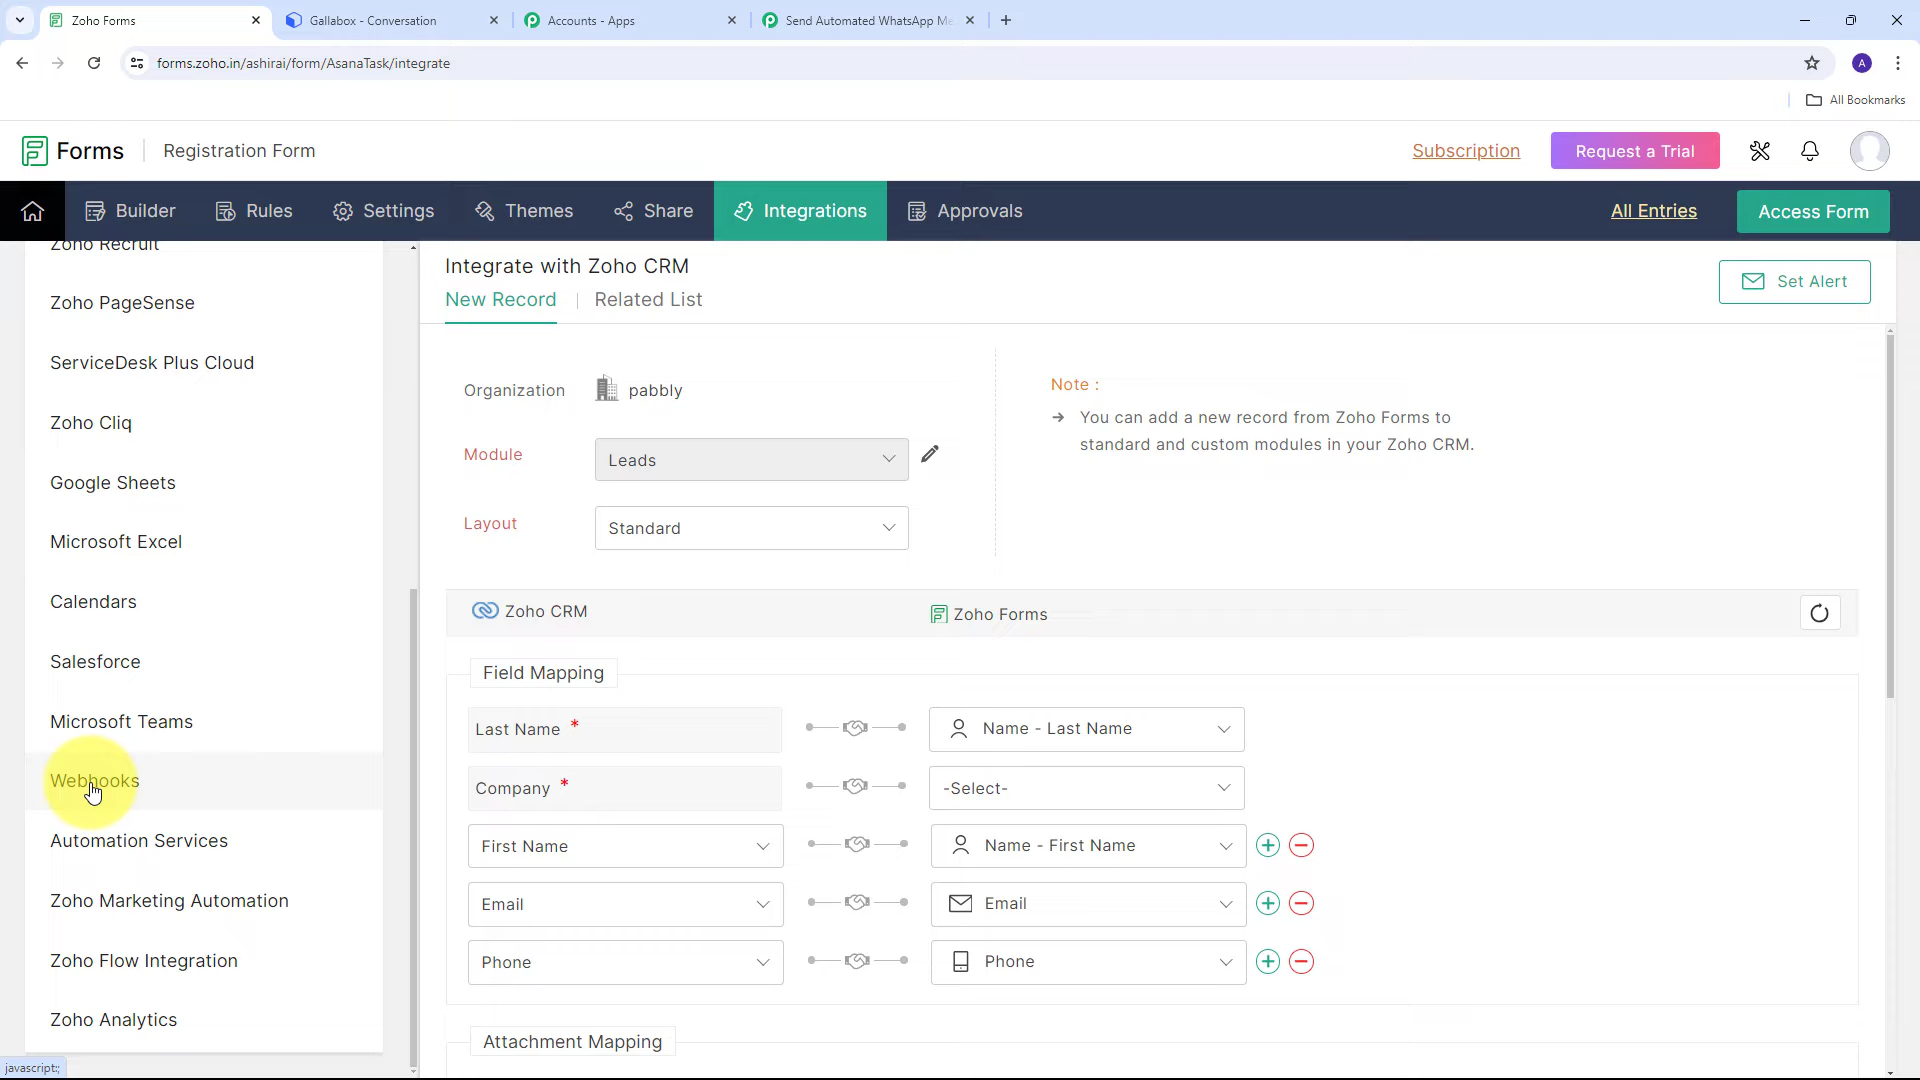 Zoho Forms
Gallabox - Conversation
Accounts - Apps
Send Automated WhatsApp Me
forms.zoho.in/ashirai/form/AsanaTask/integrate
A
All Bookmarks
Forms
Registration Form
Subscription
Request a Trial
Builder
Rules
Settings
Themes
Share
Integrations
Approvals
All Entries
Access Form
Zoho Recruit
Zoho PageSense
ServiceDesk Plus Cloud
Zoho Cliq
Google Sheets
Microsoft Excel
Calendars
Salesforce
Microsoft Teams
Webhooks
Automation Services
Zoho Marketing Automation
Zoho Flow Integration
Zoho Analytics
javascript:;
Integrate with Zoho CRM
New Record
Related List
Set Alert
Organization
pabbly
Module
Leads
Layout
Standard
Note :
You can add a new record from Zoho Forms to
standard and custom modules in your Zoho CRM.
Zoho CRM
Zoho Forms
Field Mapping
Last Name *
Name - Last Name
Company *
-Select-
First Name
Name - First Name
Email
Email
Phone
Phone
Attachment Mapping